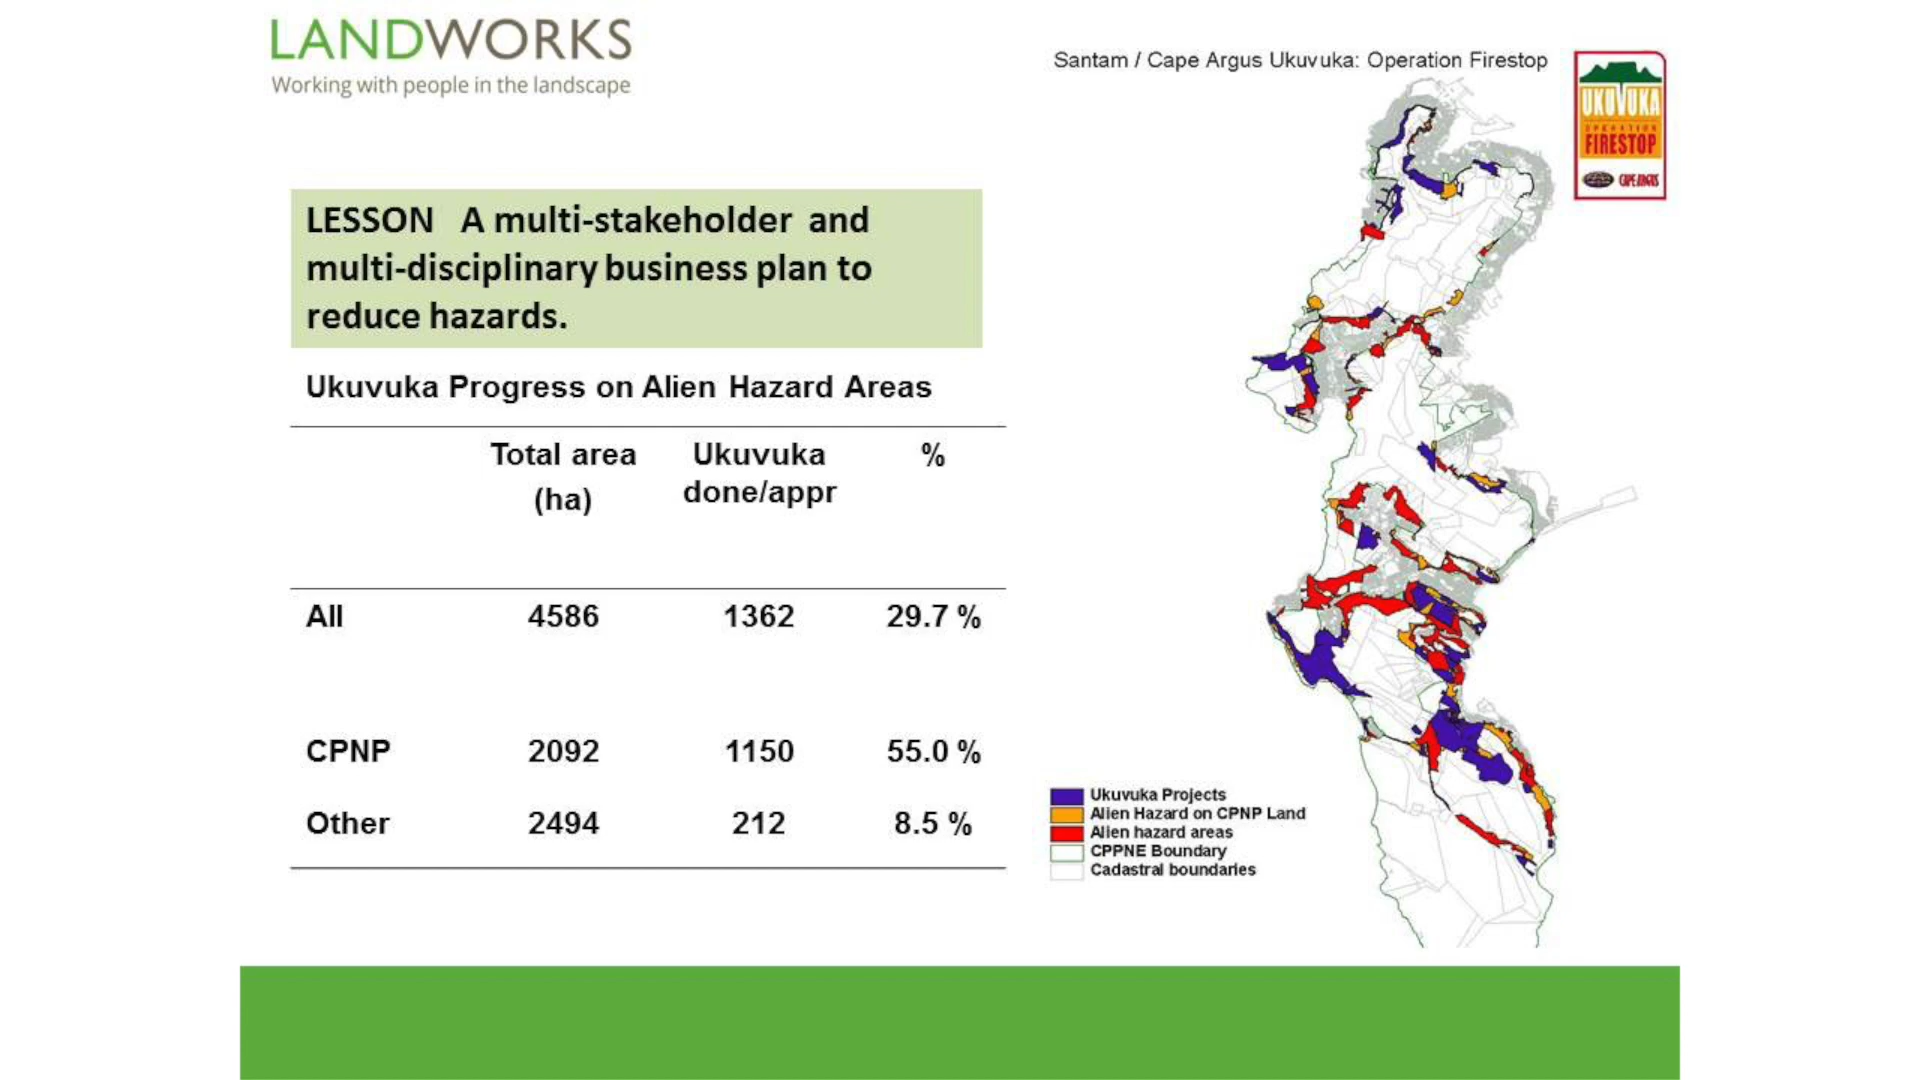 LANDWORKS
Working with people in the landscape
Santam / Cape Argus Ukuvuka: Operation Firestop
UKUVUKA
OPERATION
FIRESTOP
CAPE ARGUS
LESSON A multi-stakeholder and
multi-disciplinary business plan to
reduce hazards.
Ukuvuka Progress on Alien Hazard Areas
Total area Ukuvuka %
(ha) done/appr
All 4586 1362 29.7 %
CPNP 2092 1150 55.0 %
Other 2494 212 8.5 %
Ukuvuka Projects
Alien Hazard on CPNP Land
Alien hazard areas
CPPNE Boundary
Cadastral boundaries